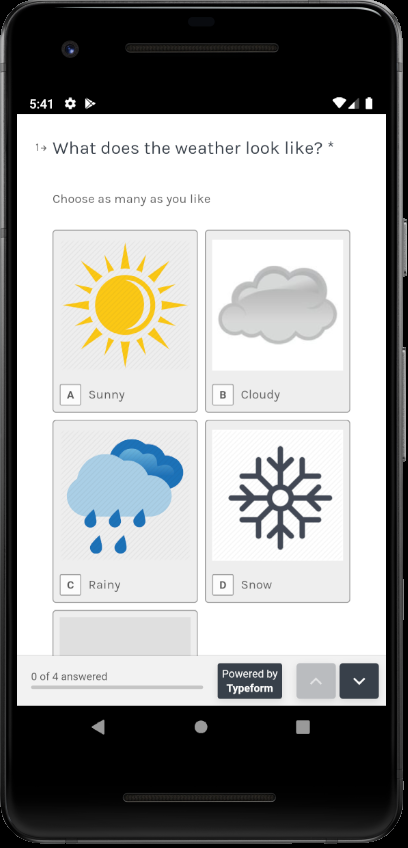 5:41
1→ What does the weather look like? *
Choose as many as you like
A Sunny
B Cloudy
C Rainy
D Snow
0 of 4 answered
Powered by
Typeform